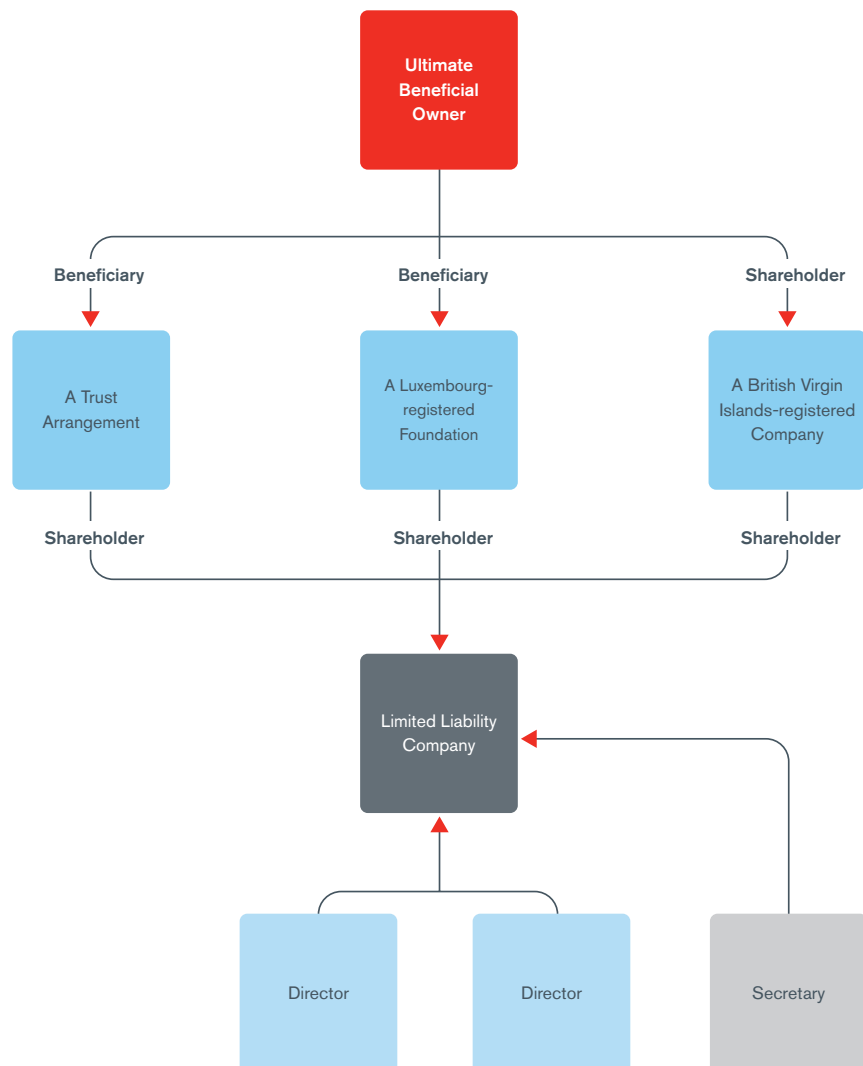 Ultimate
Beneficial
Owner
Beneficiary
Beneficiary
Shareholder
A Trust
Arrangement
A Luxembourg-
registered
Foundation
A British Virgin
Islands-registered
Company
Shareholder
Shareholder
Shareholder
Limited Liability
Company
Director
Director
Secretary